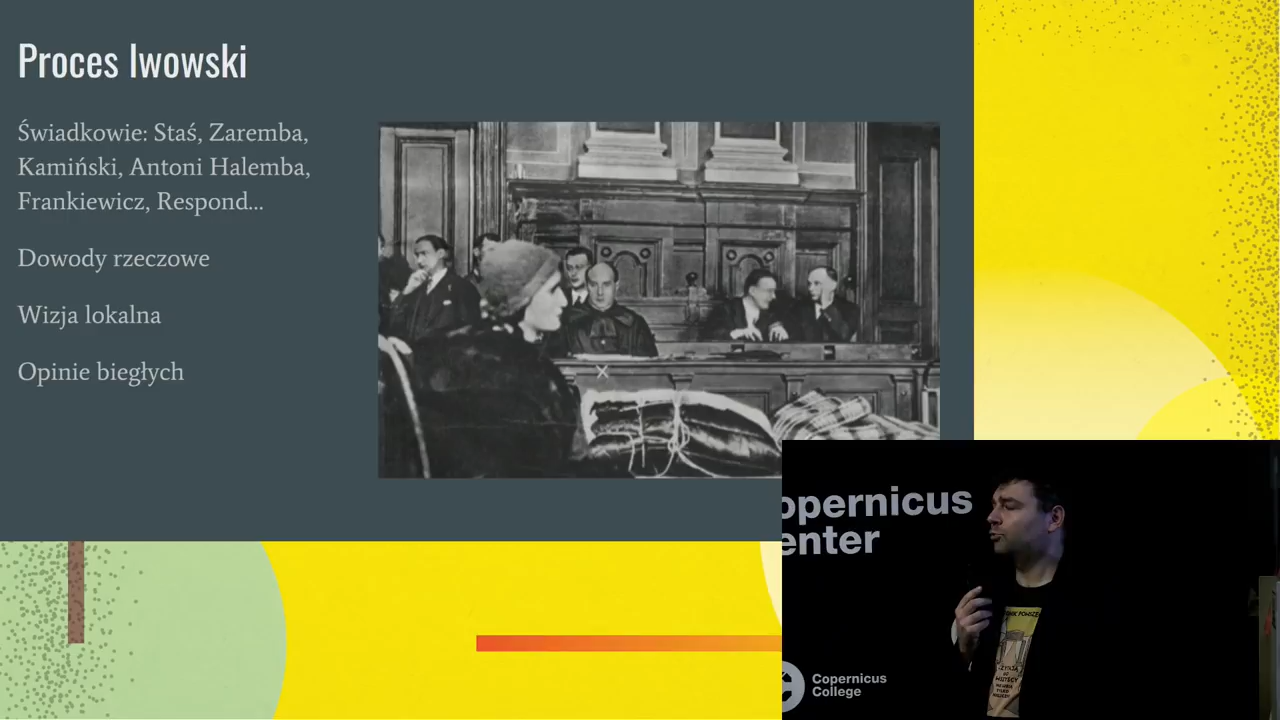 Proces lwowski
Świadkowie: Staś, Zaremba,
Kamiński, Antoni Halemba,
Frankiewicz, Respond...
Dowody rzeczowe
Wizja lokalna
Opinie biegłych
opernicus
enter
Copernicus
College